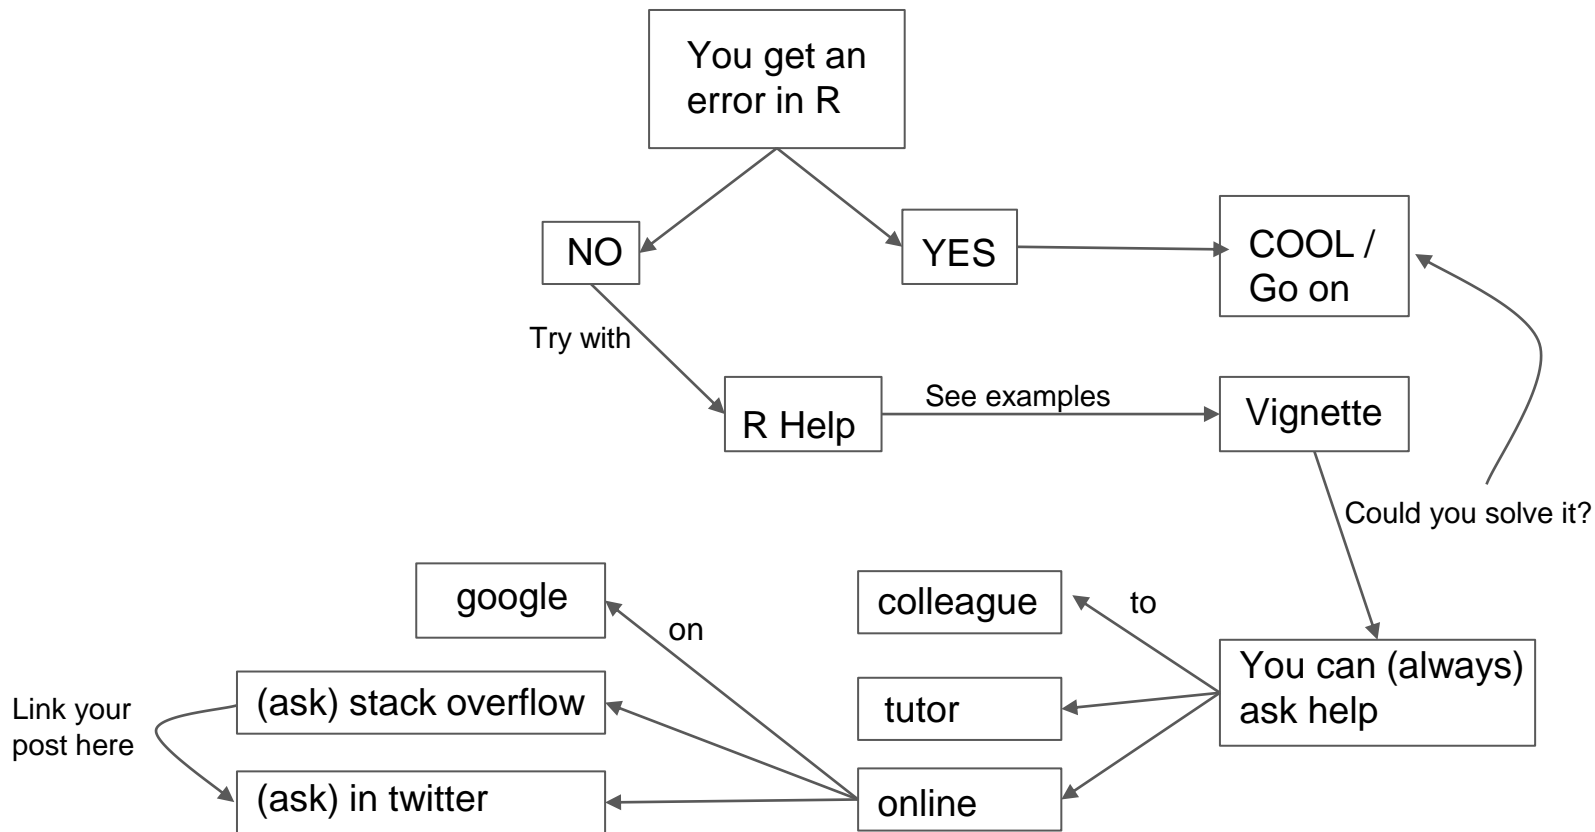 You get an
error in R
NO
YES
COOL /
Go on
Try with
R Help
See examples
Vignette
Could you solve it?
google
on
colleague
to
You can (always)
ask help
(ask) stack overflow
tutor
Link your
post here
(ask) in twitter
online